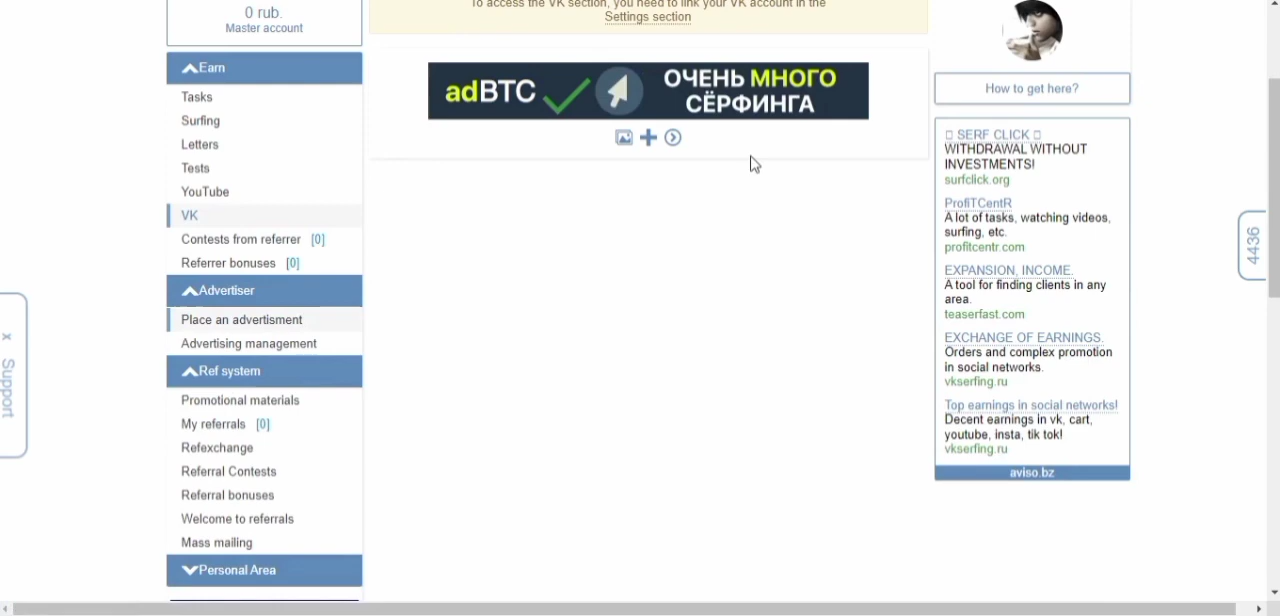 0 rub.
Master account
Earn
Tasks
Surfing
Letters
Tests
YouTube
VK
Contests from referrer [0]
Referrer bonuses [0]
Advertiser
Place an advertisment
Advertising management
Ref system
Promotional materials
My referrals [0]
Refexchange
Referral Contests
Referral bonuses
Welcome to referrals
Mass mailing
Personal Area
x Support
To access the VK section, you need to link your VK account in the
Settings section
adBTC
ОЧЕНЬ МНОГО
СЁРФИНГА
How to get here?
SERF CLICK
WITHDRAWAL WITHOUT
INVESTMENTS!
surfclick.org
ProfiTCentR
A lot of tasks, watching videos,
surfing, etc.
profitcentr.com
EXPANSION, INCOME.
A tool for finding clients in any
area.
teaserfast.com
EXCHANGE OF EARNINGS.
Orders and complex promotion
in social networks.
vkserfing.ru
Top earnings in social networks!
Decent earnings in vk, cart,
youtube, insta, tik tok!
vkserfing.ru
aviso.bz
4436